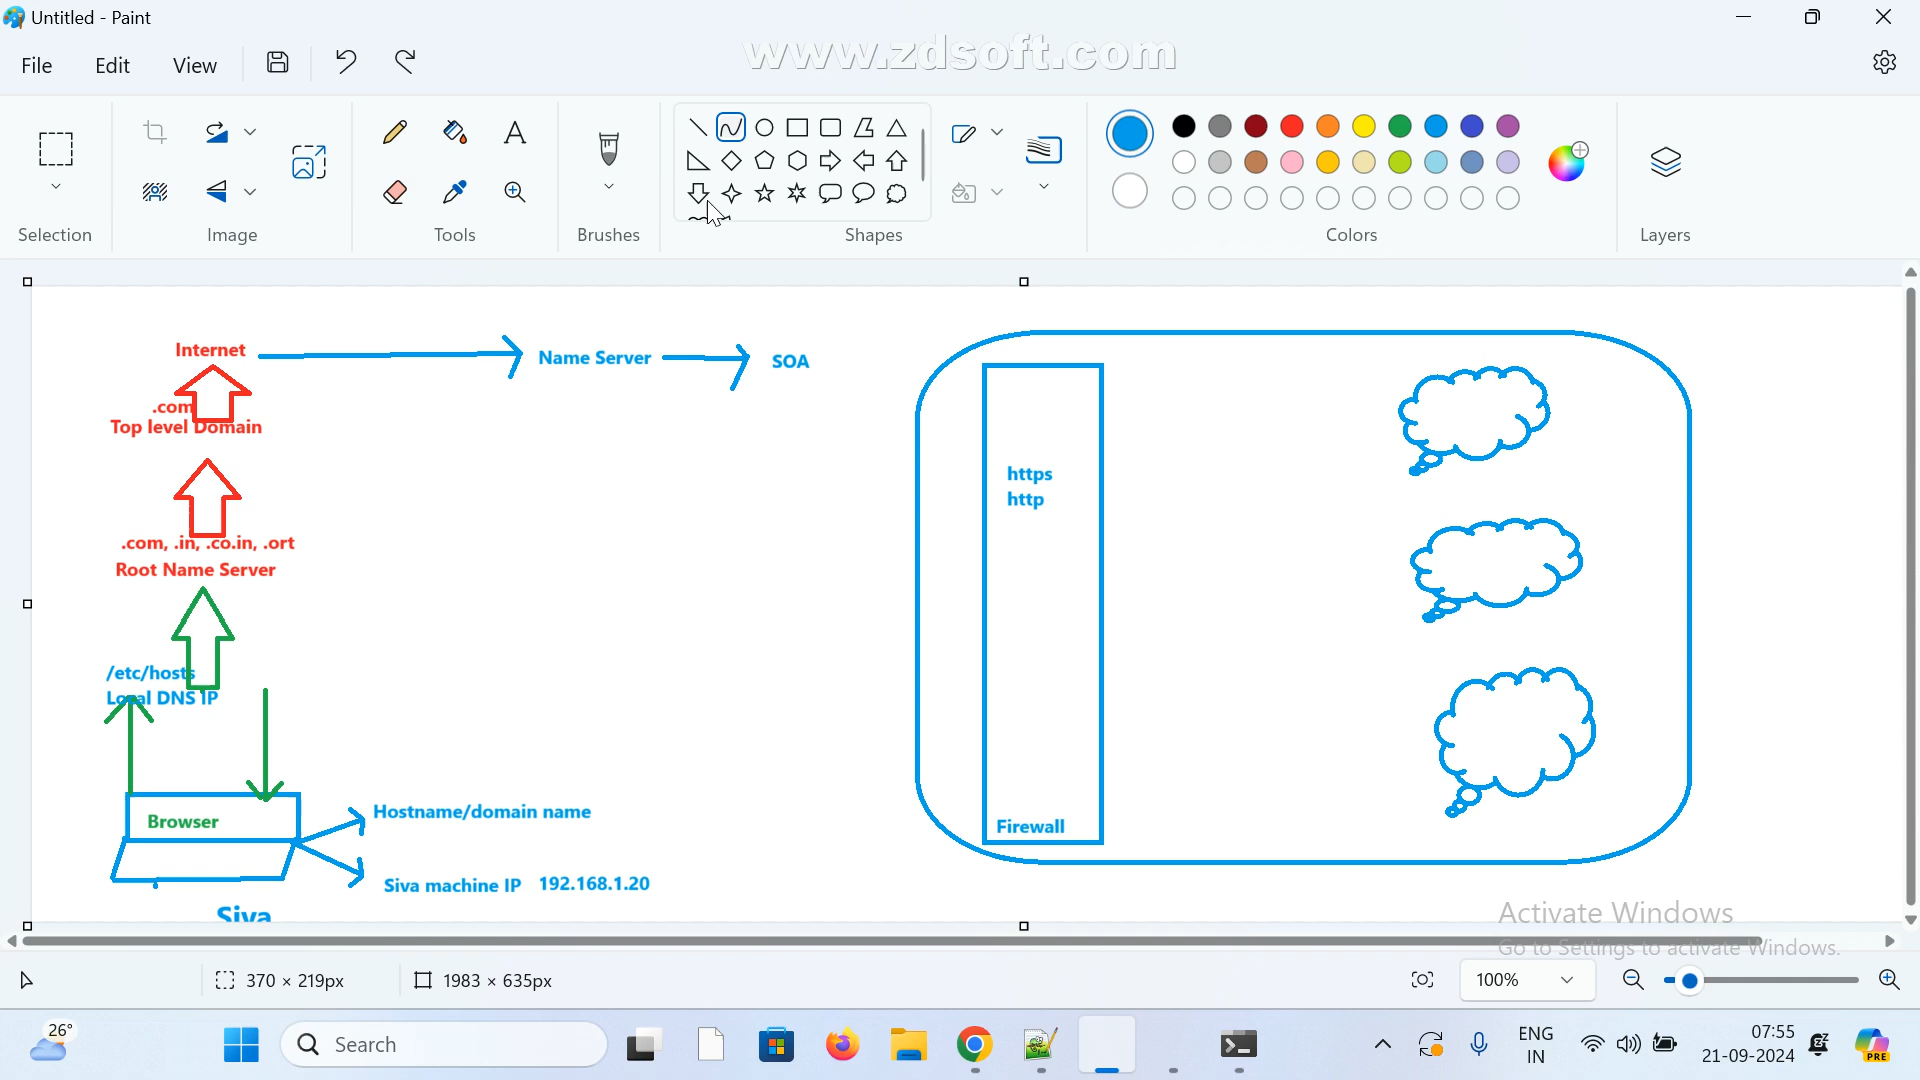 Untitled - Paint
www.zdsoft.com
File Edit View
Selection Image Tools Brushes Shapes Colors Layers
Internet
Name Server
SOA
.com
Top level Domain
.com, .in, .co.in, .ort
Root Name Server
/etc/hosts
Local DNS IP
Browser
Hostname/domain name
Siva machine IP 192.168.1.20
Siva
https
http
Firewall
Activate Windows
Go to Settings to activate Windows.
370 × 219px
1983 × 635px
100%
26°
Search
ENG
IN
07:55
21-09-2024
PRE